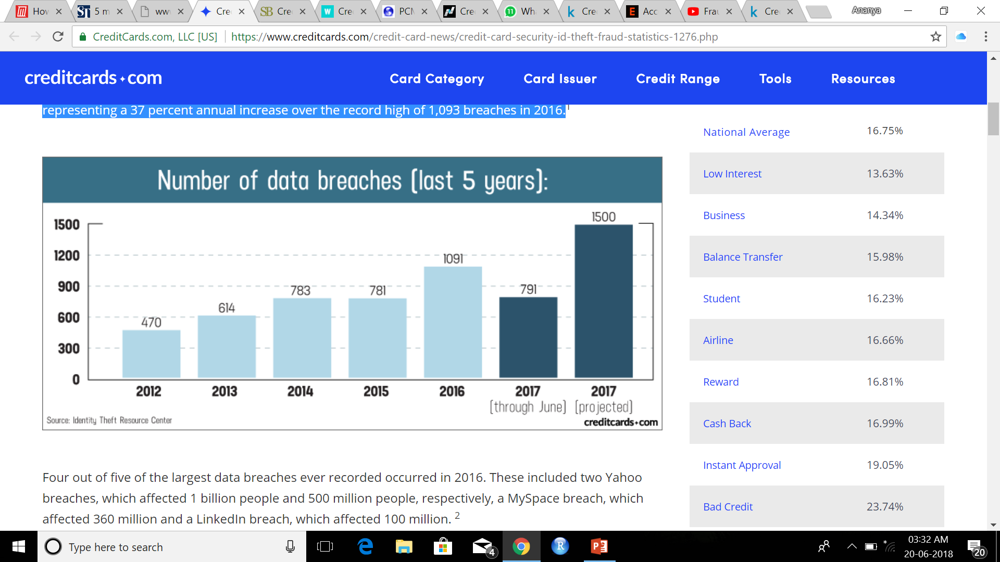 How
5 m
ww
Cre
Cre
Cre
PCM
Cre
Wh
Cre
Acc
Frau
Cre
Ananya
CreditCards.com, LLC [US]
https://www.creditcards.com/credit-card-news/credit-card-security-id-theft-fraud-statistics-1276.php
creditcards.com
Card Category
Card Issuer
Credit Range
Tools
Resources
representing a 37 percent annual increase over the record high of 1,093 breaches in 2016.1
Number of data breaches (last 5 years):
1500
1200
900
600
300
0
470
614
783
781
1091
791
1500
2012
2013
2014
2015
2016
2017
2017
(through June)
(projected)
Source: Identity Theft Resource Center
creditcards.com
Four out of five of the largest data breaches ever recorded occurred in 2016. These included two Yahoo
breaches, which affected 1 billion people and 500 million people, respectively, a MySpace breach, which
affected 360 million and a LinkedIn breach, which affected 100 million. 2
National Average 16.75%
Low Interest 13.63%
Business 14.34%
Balance Transfer 15.98%
Student 16.23%
Airline 16.66%
Reward 16.81%
Cash Back 16.99%
Instant Approval 19.05%
Bad Credit 23.74%
Type here to search
4
03:32 AM
20-06-2018
20